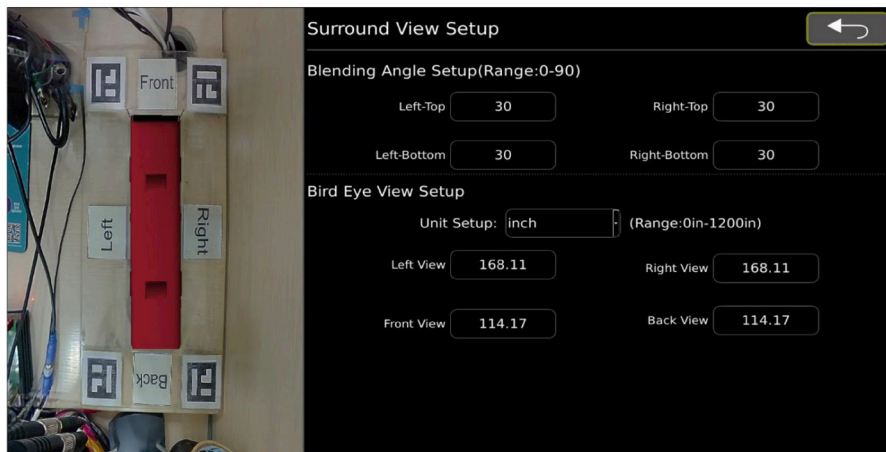 Surround View Setup
Blending Angle Setup(Range:0-90)
Left-Top 30 Right-Top 30
Left-Bottom 30 Right-Bottom 30
Bird Eye View Setup
Unit Setup: inch (Range:0in-1200in)
Left View 168.11 Right View 168.11
Front View 114.17 Back View 114.17
Front
Left
Right
Back